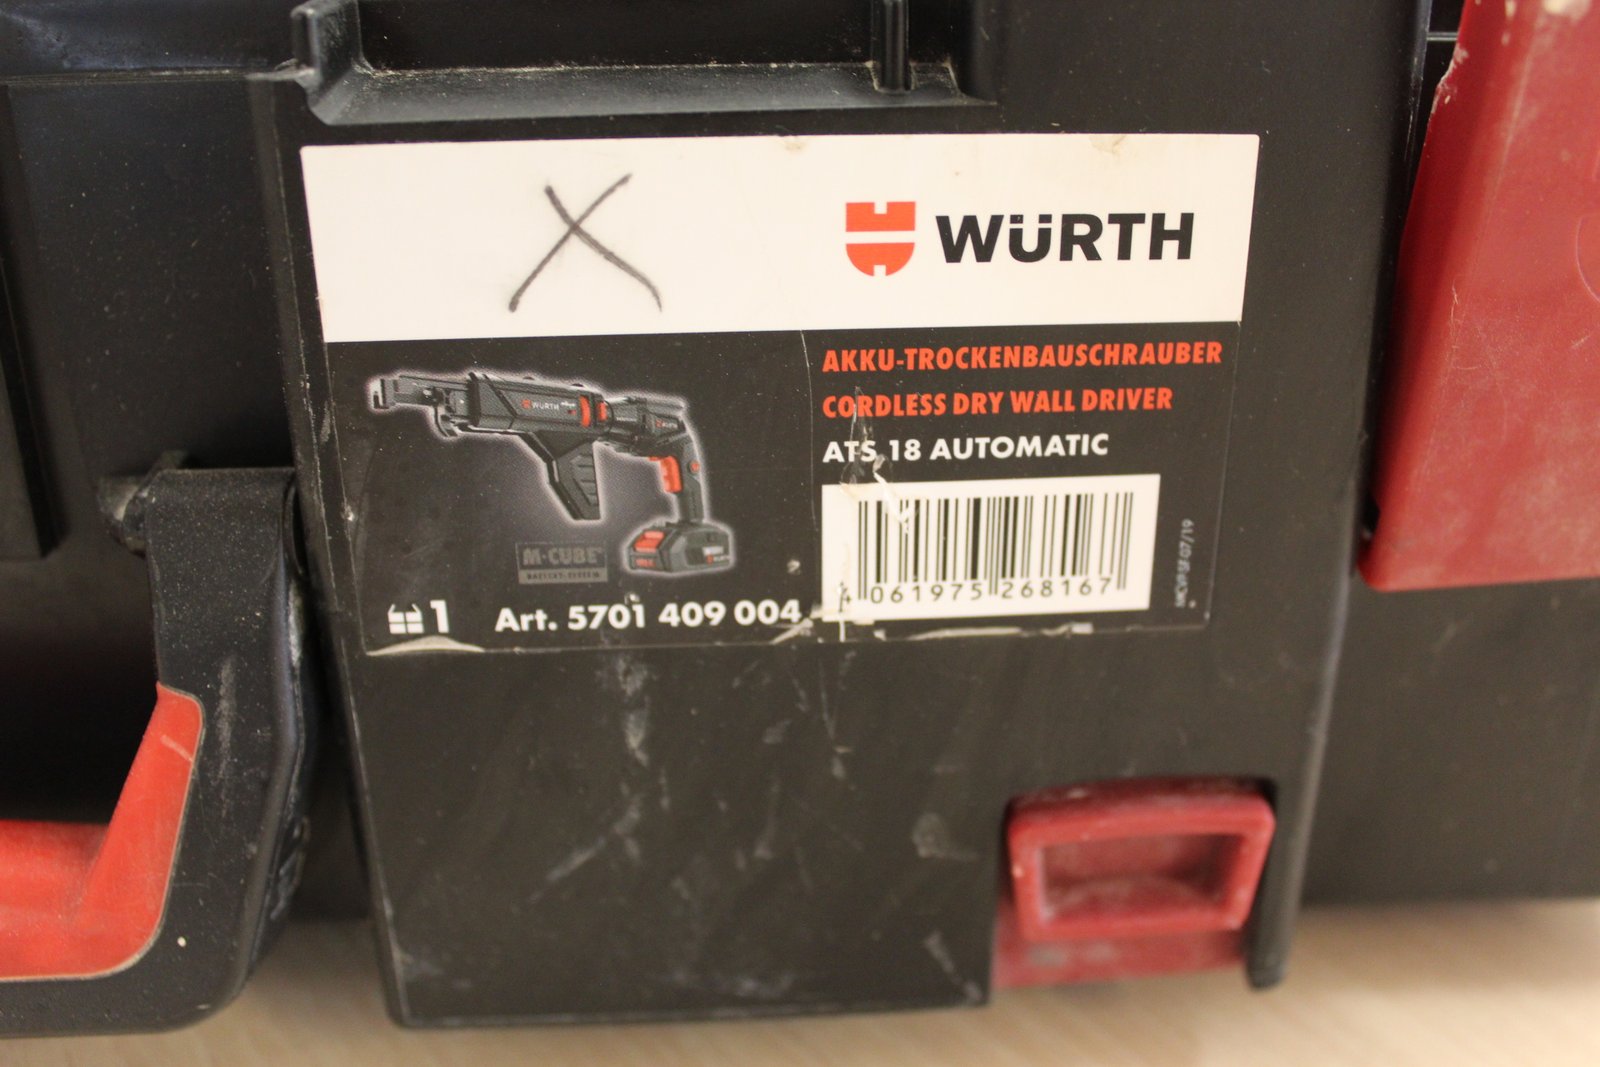 WÜRTH
AKKU-TROCKENBAUSCHRAUBER
CORDLESS DRY WALL DRIVER
ATS 18 AUTOMATIC
WÜRTH
M-CUBE®
1
Art. 5701 409 004
4 061975 268167